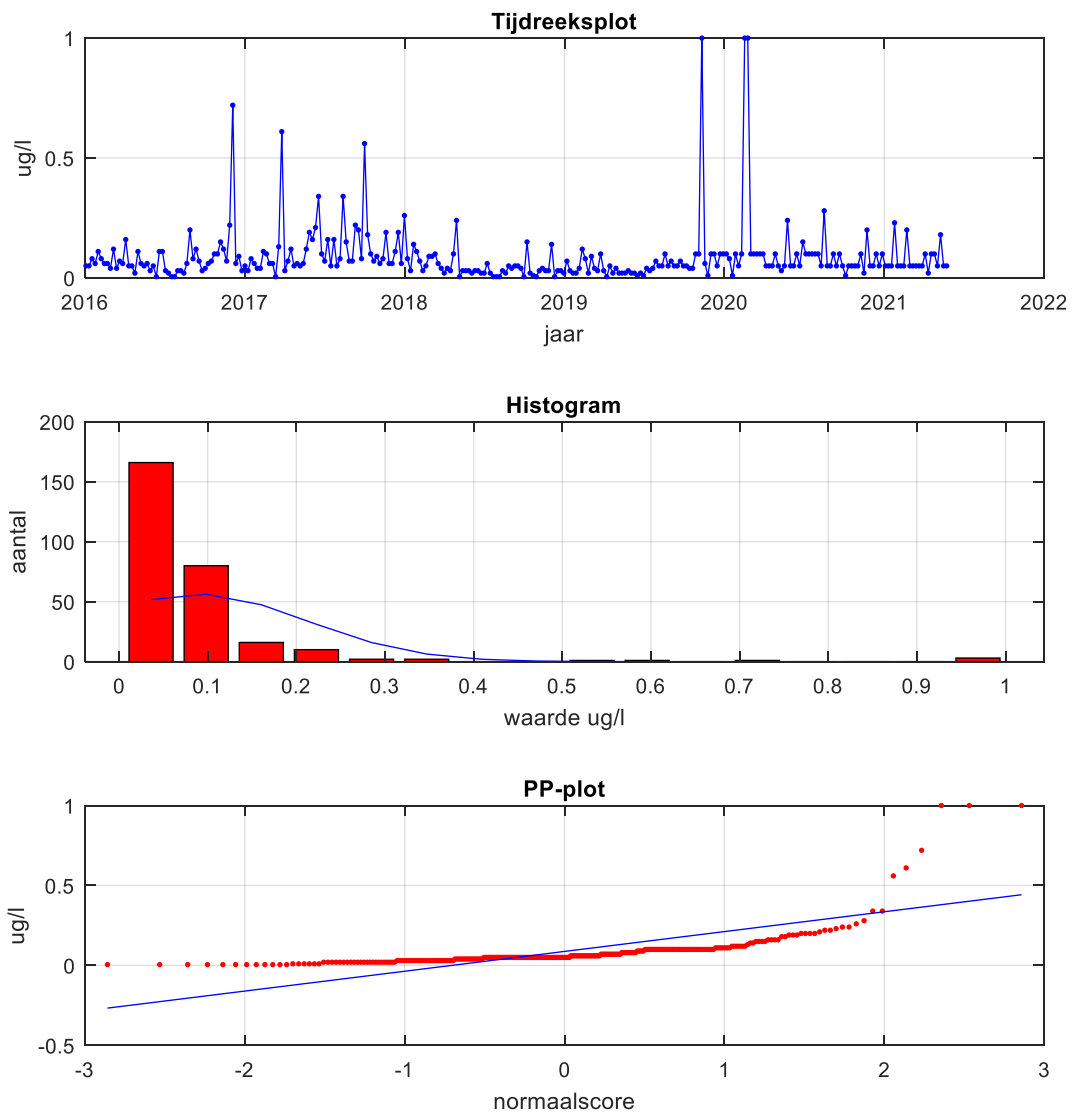 Tijdreeksplot
1
0.5
0
ug/l
2016 2017 2018 2019 2020 2021 2022
jaar
Histogram
200
150
100
50
0
aantal
0 0.1 0.2 0.3 0.4 0.5 0.6 0.7 0.8 0.9 1
waarde ug/l
PP-plot
1
0.5
0
-0.5
ug/l
-3 -2 -1 0 1 2 3
normaalscore